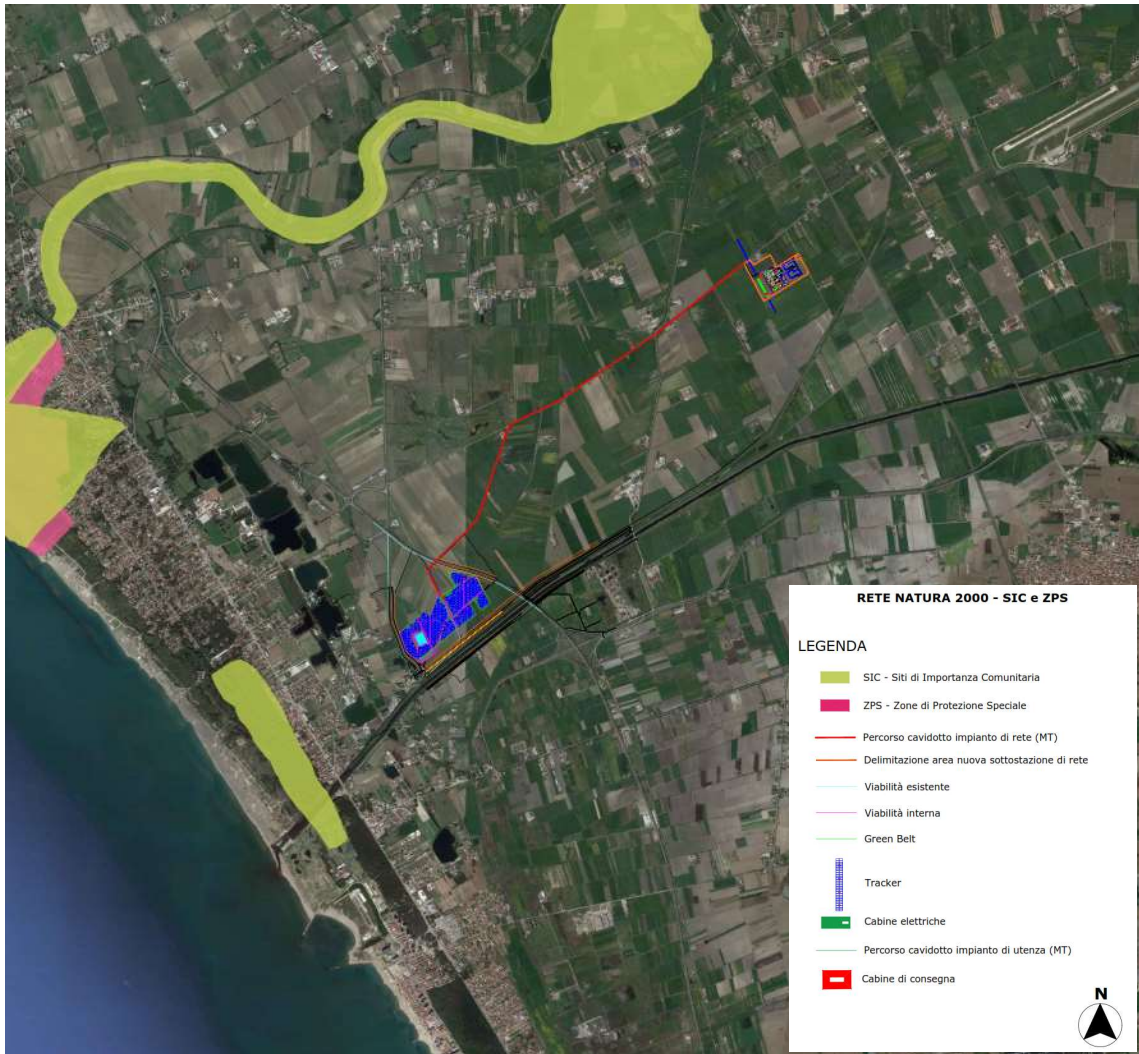 RETE NATURA 2000 - SIC e ZPS
LEGENDA
SIC - Siti di Importanza Comunitaria
ZPS - Zone di Protezione Speciale
Percorso cavidotto impianto di rete (MT)
Delimitazione area nuova sottostazione di rete
Viabilità esistente
Viabilità interna
Green Belt
Tracker
Cabine elettriche
Percorso cavidotto impianto di utenza (MT)
Cabine di consegna
N